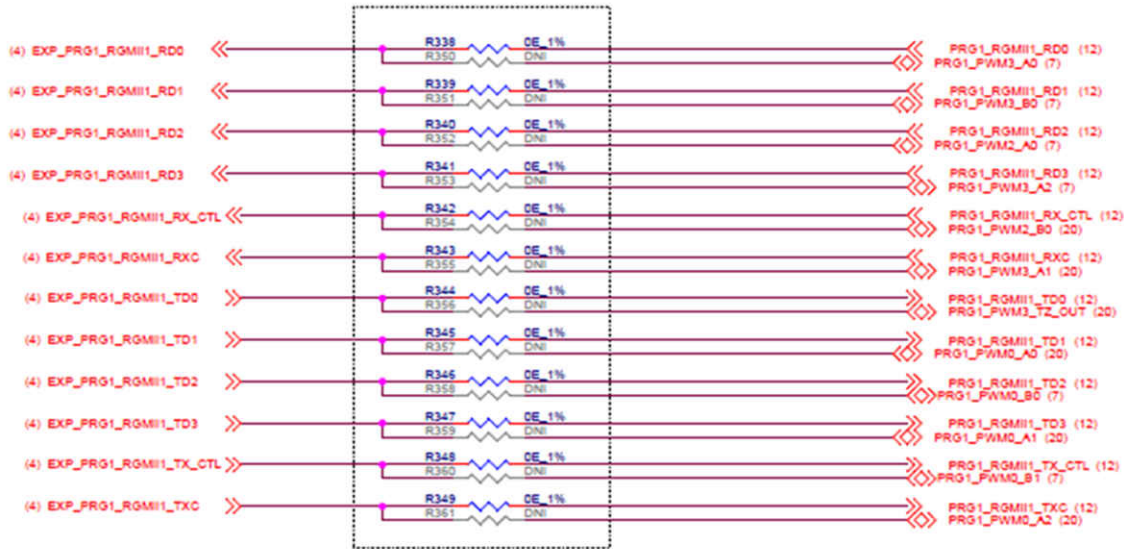 (4) EXP_PRG1_RGMII1_RD0 R338 0E_1% PRG1_RGMII1_RD0 (12)
R350 DNI PRG1_PWM3_A0 (7)
(4) EXP_PRG1_RGMII1_RD1 R339 0E_1% PRG1_RGMII1_RD1 (12)
R351 DNI PRG1_PWM3_B0 (7)
(4) EXP_PRG1_RGMII1_RD2 R340 0E_1% PRG1_RGMII1_RD2 (12)
R352 DNI PRG1_PWM2_A0 (7)
(4) EXP_PRG1_RGMII1_RD3 R341 0E_1% PRG1_RGMII1_RD3 (12)
R353 DNI PRG1_PWM3_A2 (7)
(4) EXP_PRG1_RGMII1_RX_CTL R342 0E_1% PRG1_RGMII1_RX_CTL (12)
R354 DNI PRG1_PWM2_B0 (20)
(4) EXP_PRG1_RGMII1_RXC R343 0E_1% PRG1_RGMII1_RXC (12)
R355 DNI PRG1_PWM3_A1 (20)
(4) EXP_PRG1_RGMII1_TD0 R344 0E_1% PRG1_RGMII1_TD0 (12)
R356 DNI PRG1_PWM3_TZ_OUT (20)
(4) EXP_PRG1_RGMII1_TD1 R345 0E_1% PRG1_RGMII1_TD1 (12)
R357 DNI PRG1_PWM0_A0 (20)
(4) EXP_PRG1_RGMII1_TD2 R346 0E_1% PRG1_RGMII1_TD2 (12)
R358 DNI PRG1_PWM0_B0 (7)
(4) EXP_PRG1_RGMII1_TD3 R347 0E_1% PRG1_RGMII1_TD3 (12)
R359 DNI PRG1_PWM0_A1 (20)
(4) EXP_PRG1_RGMII1_TX_CTL R348 0E_1% PRG1_RGMII1_TX_CTL (12)
R360 DNI PRG1_PWM0_B1 (7)
(4) EXP_PRG1_RGMII1_TXC R349 0E_1% PRG1_RGMII1_TXC (12)
R361 DNI PRG1_PWM0_A2 (20)